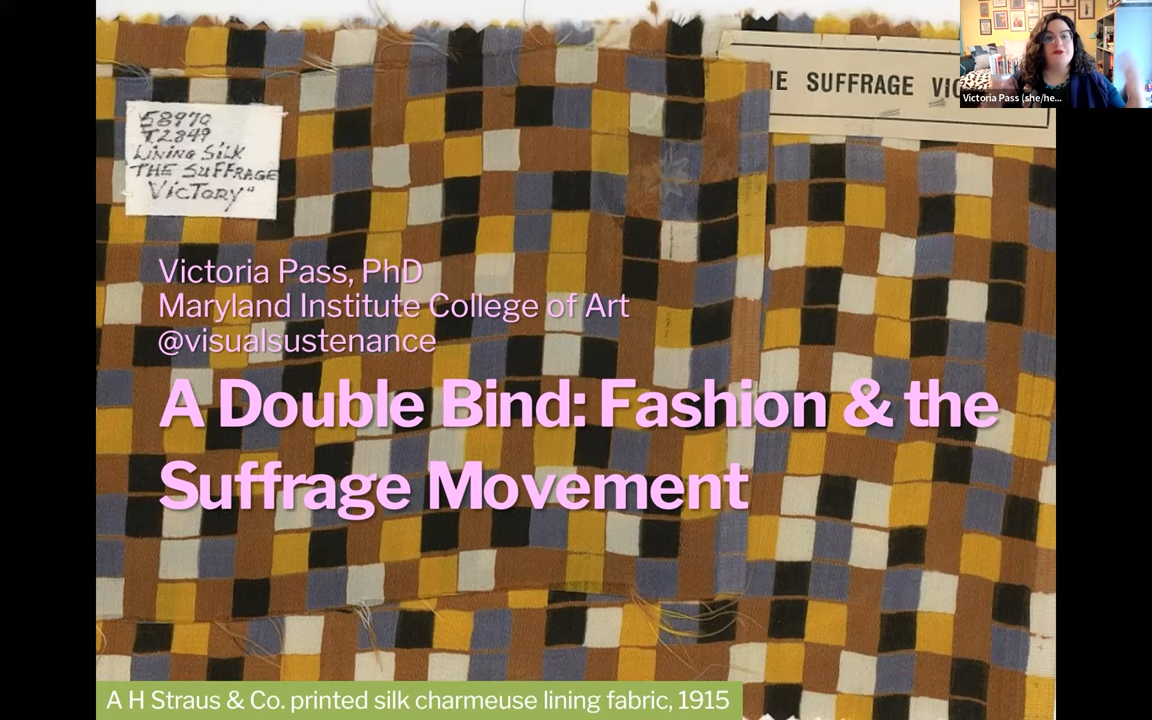 58970
T2849
LINING SILK
THE SUFFRAGE
VICTORY"
SUFFRAGE
Victoria Pass (she/he...
Victoria Pass, PhD
Maryland Institute College of Art
@visualsustenance
A Double Bind: Fashion & the
Suffrage Movement
A H Straus & Co. printed silk charmeuse lining fabric, 1915